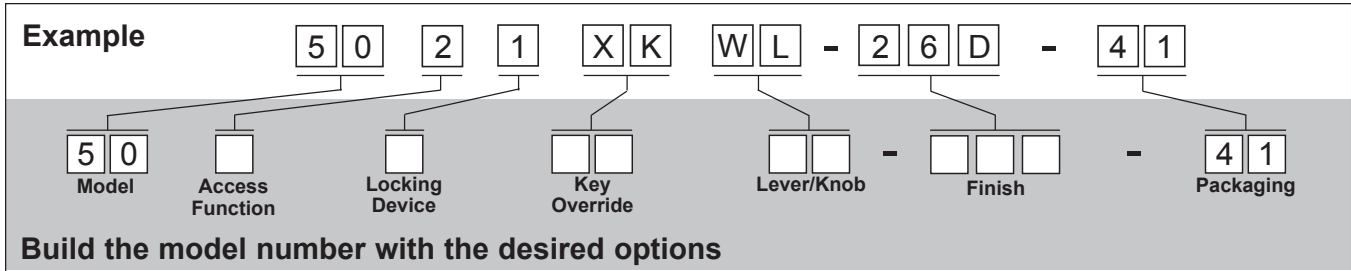 Example
5 0 2 1 X K W L - 2 6 D - 4 1
5 0 - - 4 1
Model Access Function Locking Device Key Override Lever/Knob Finish Packaging
Build the model number with the desired options